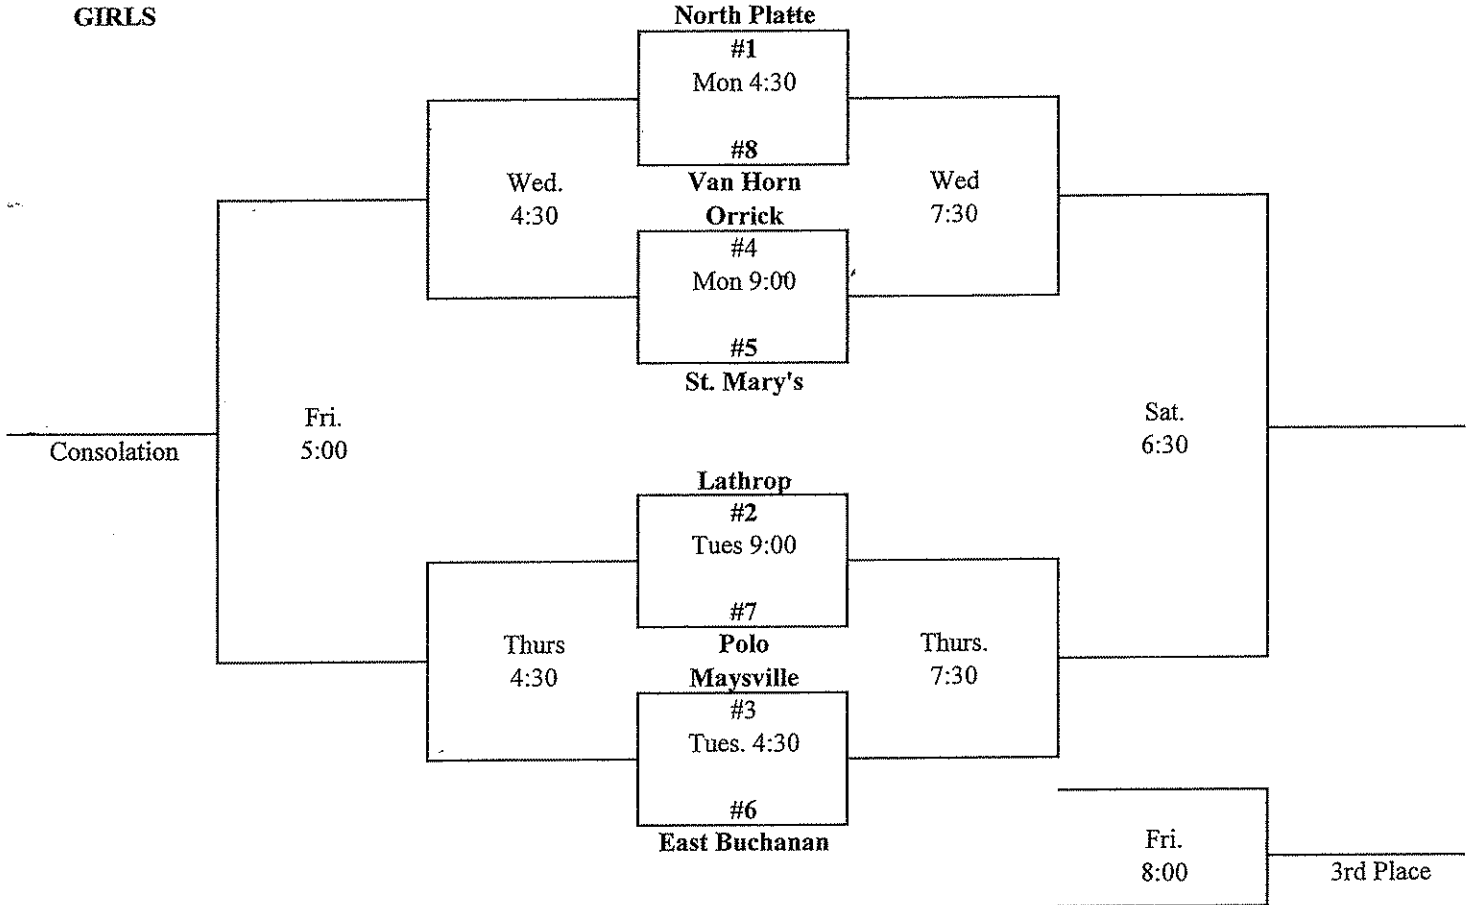 GIRLS
North Platte
#1
Mon 4:30
#8
Van Horn
Wed.
4:30
Wed
7:30
Orrick
#4
Mon 9:00
#5
St. Mary's
Fri.
5:00
Consolation
Sat.
6:30
Lathrop
#2
Tues 9:00
#7
Polo
Thurs
4:30
Thurs.
7:30
Maysville
#3
Tues. 4:30
#6
East Buchanan
Fri.
8:00
3rd Place